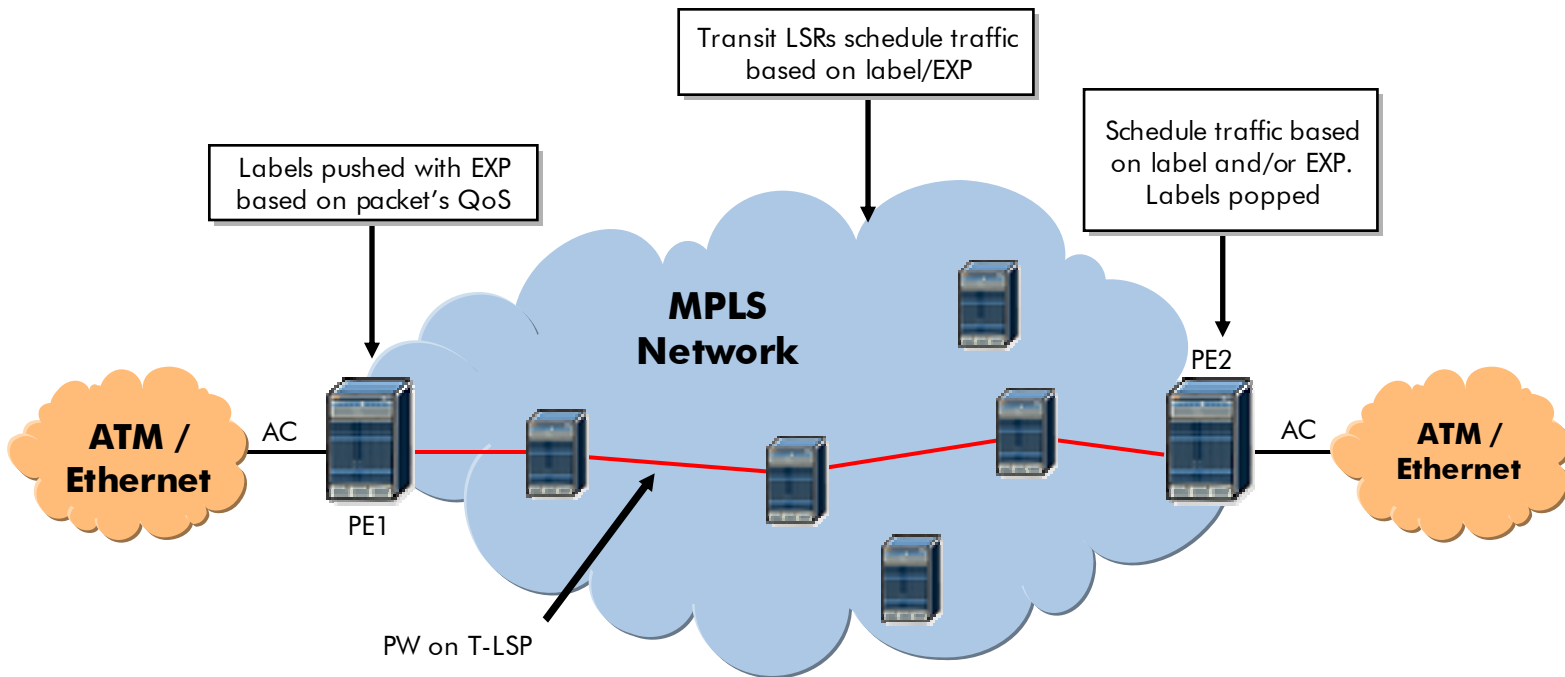 Transit LSRs schedule traffic
based on label/EXP
Schedule traffic based
on label and/or EXP.
Labels popped
Labels pushed with EXP
based on packet’s QoS
MPLS
Network
PE2
ATM /
Ethernet
AC
PE1
AC
ATM /
Ethernet
PW on T-LSP